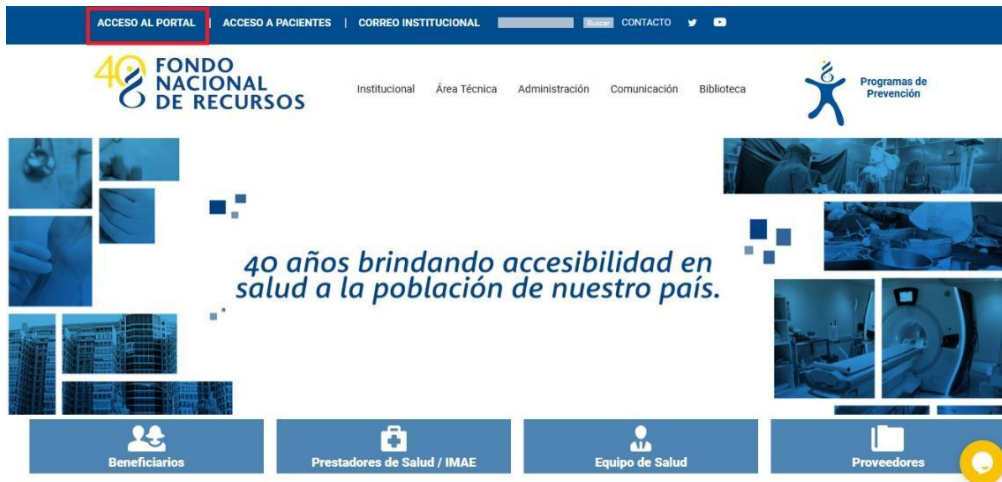 ACCESO AL PORTAL | ACCESO A PACIENTES | CORREO INSTITUCIONAL Buscar CONTACTO
40 FONDO
NACIONAL
DE RECURSOS
Institucional Área Técnica Administración Comunicación Biblioteca
Programas de
Prevención
40 años brindando accesibilidad en
salud a la población de nuestro país.
Beneficiarios Prestadores de Salud / IMAE Equipo de Salud Proveedores